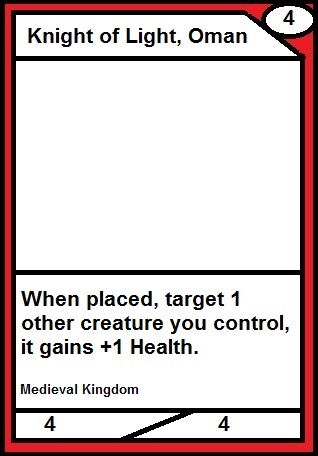 4
Knight of Light, Oman
When placed, target 1
other creature you control,
it gains +1 Health.
Medieval Kingdom
4 4